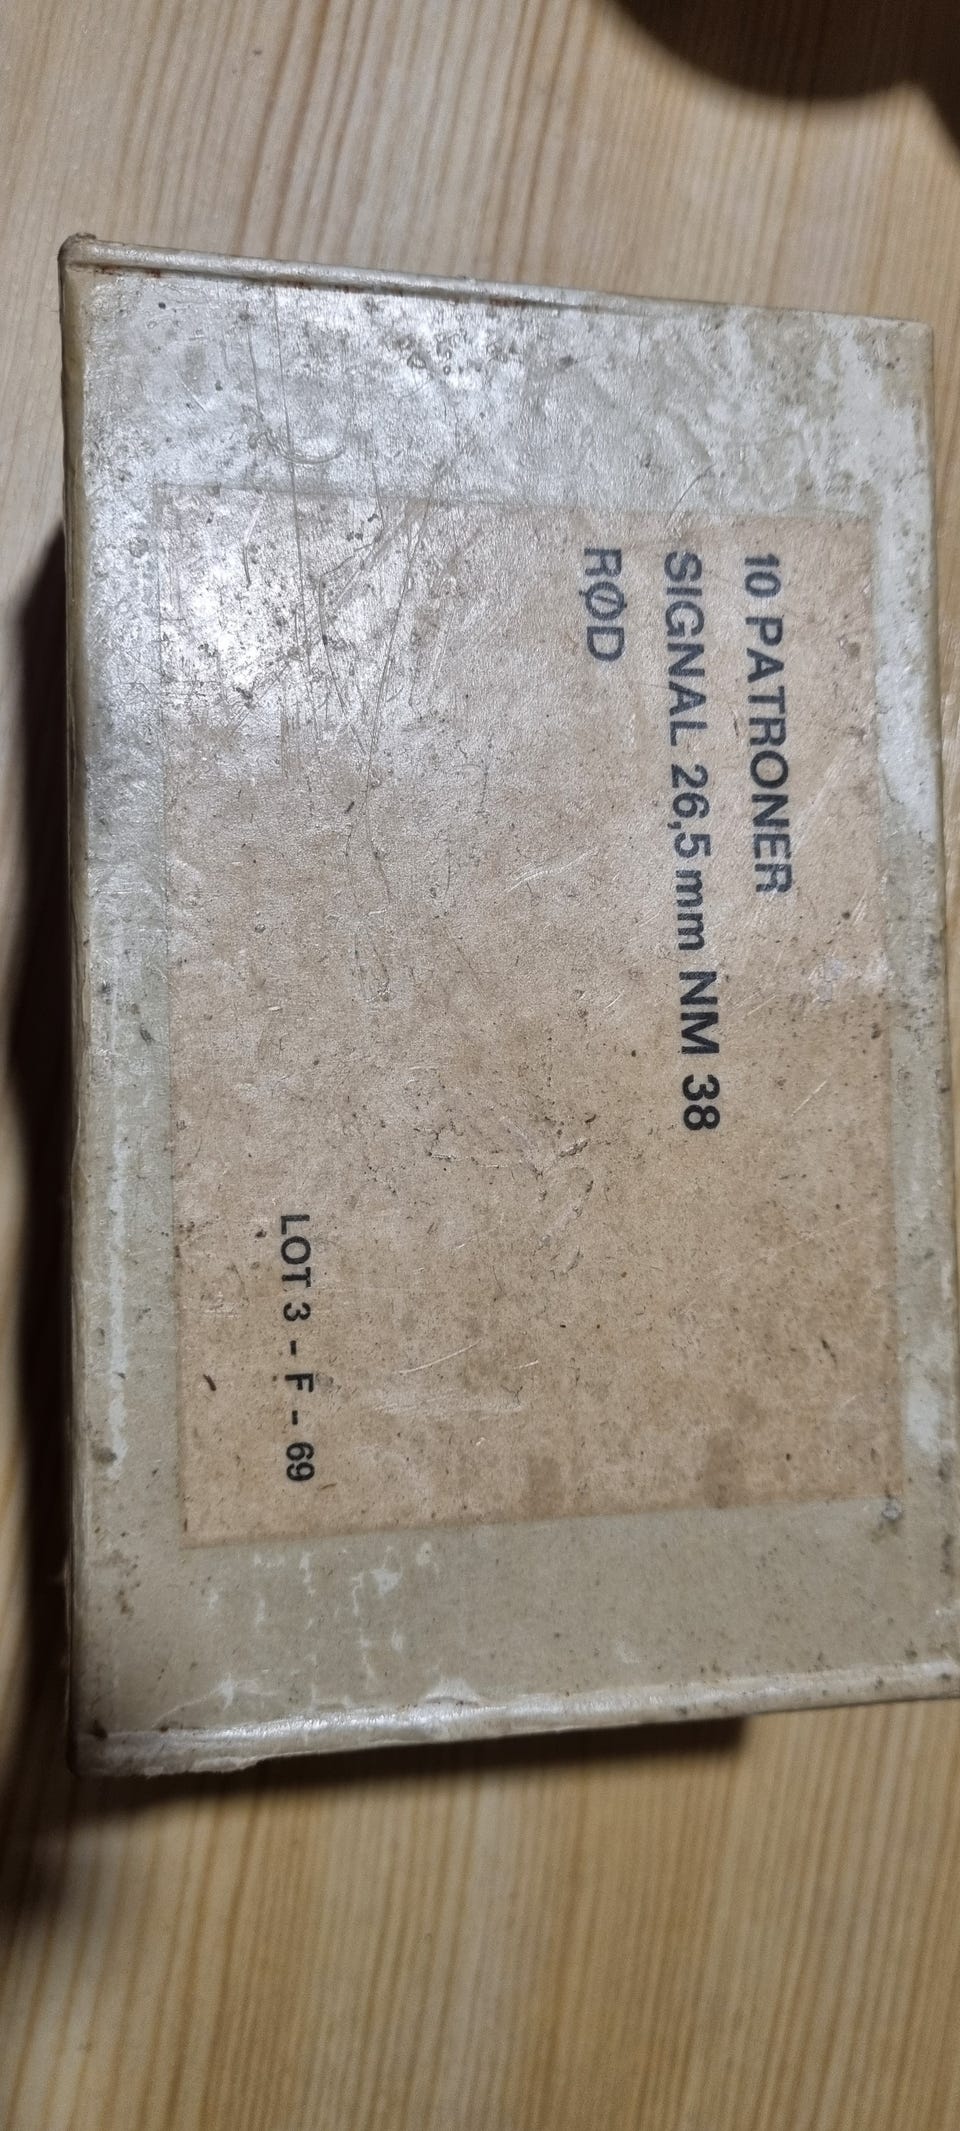 10 PATRONER
SIGNAL 26,5 mm NM 38
RØD
LOT 3 - F - 69